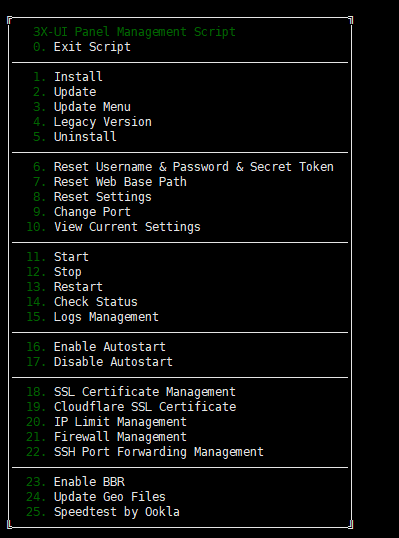 3X-UI Panel Management Script
0. Exit Script
1. Install
2. Update
3. Update Menu
4. Legacy Version
5. Uninstall
6. Reset Username & Password & Secret Token
7. Reset Web Base Path
8. Reset Settings
9. Change Port
10. View Current Settings
11. Start
12. Stop
13. Restart
14. Check Status
15. Logs Management
16. Enable Autostart
17. Disable Autostart
18. SSL Certificate Management
19. Cloudflare SSL Certificate
20. IP Limit Management
21. Firewall Management
22. SSH Port Forwarding Management
23. Enable BBR
24. Update Geo Files
25. Speedtest by Ookla